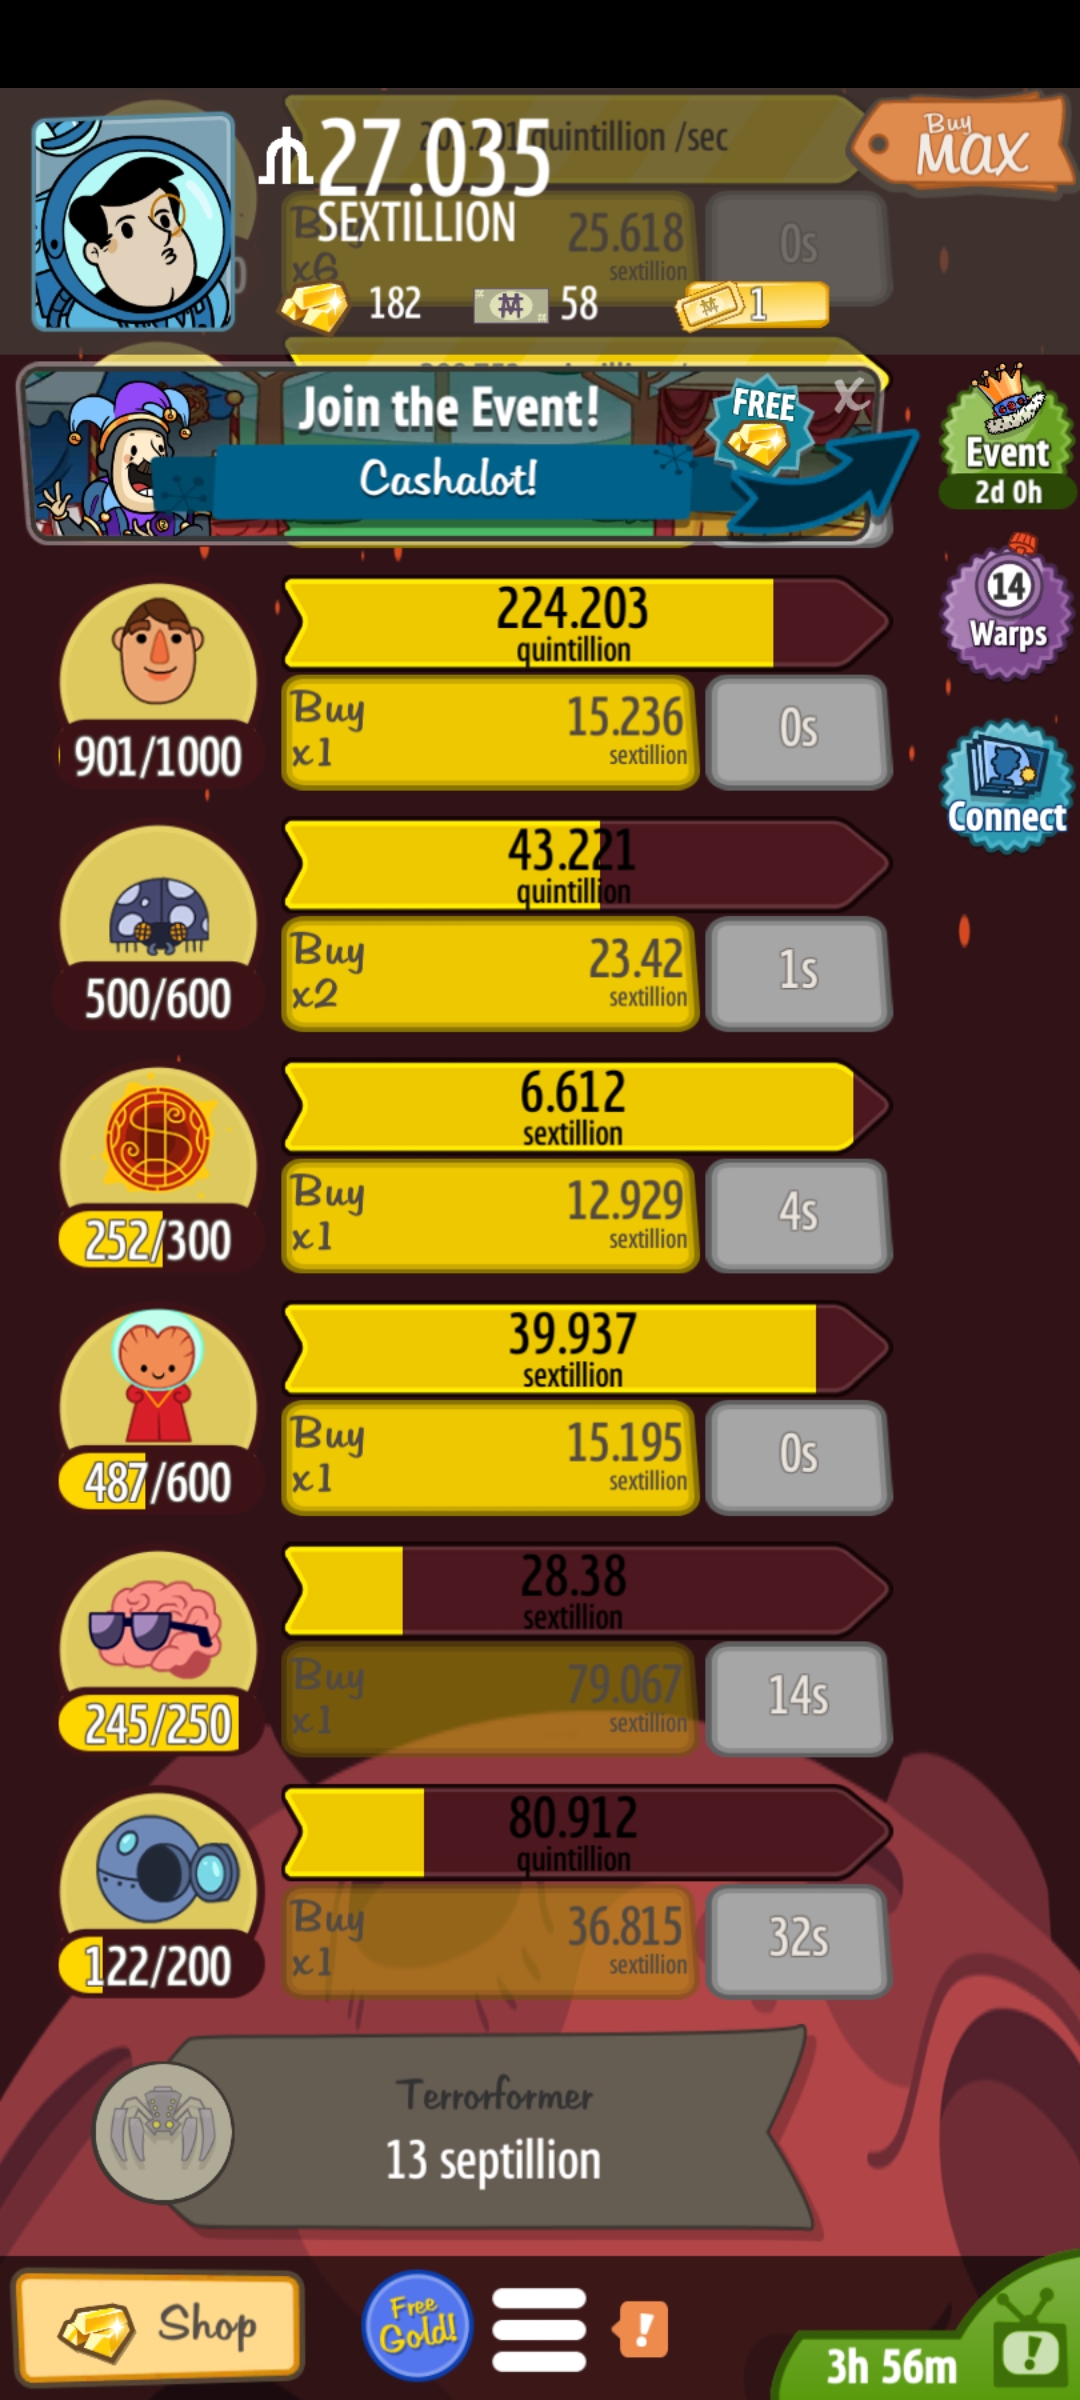 27.035
SEXTILLION
quintillion /sec
Buy
MAX
x6
25.618
sextillion
0s
182
58
1
Join the Event!
FREE
X
Cashalot!
Event
2d 0h
14
Warps
Connect
224.203
quintillion
901/1000
Buy
x1
15.236
sextillion
0s
43.221
quintillion
500/600
Buy
x2
23.42
sextillion
1s
6.612
sextillion
252/300
Buy
x1
12.929
sextillion
4s
39.937
sextillion
487/600
Buy
x1
15.195
sextillion
0s
28.38
sextillion
245/250
Buy
x1
79.067
sextillion
14s
80.912
quintillion
122/200
Buy
x1
36.815
sextillion
32s
Terrorformer
13 septillion
Shop
Free
Gold!
!
3h 56m
!